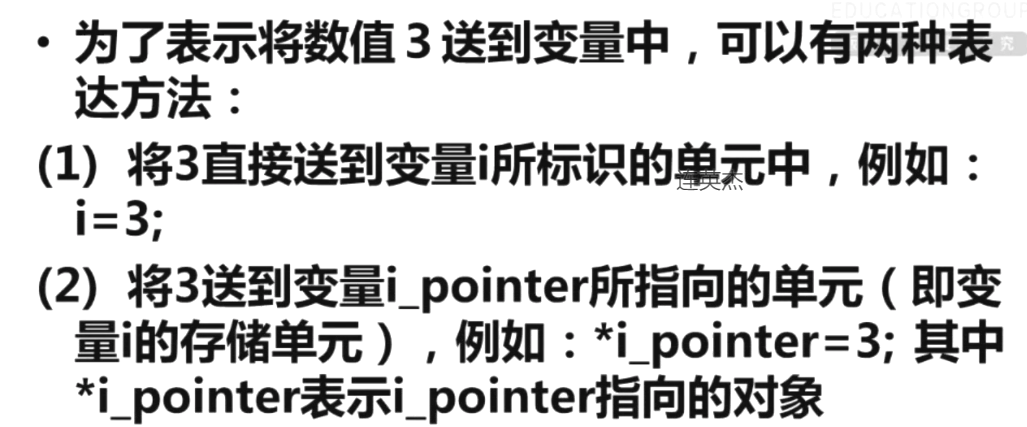 EDUCATIONGROUP
究
• 为了表示将数值３送到变量中，可以有两种表
达方法：
(1) 将3直接送到变量i所标识的单元中，例如：
连英杰
i=3;
(2) 将3送到变量i_pointer所指向的单元（即变
量i的存储单元），例如：*i_pointer=3; 其中
*i_pointer表示i_pointer指向的对象